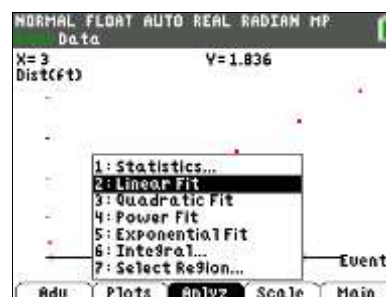 NORMAL FLOAT AUTO REAL RADIAN MP
Data
X= 3 Y= 1.836
Dist(ft)
1: Statistics...
2: Linear Fit
3: Quadratic Fit
4: Power Fit
5: Exponential Fit
6: Integral...
7: Select Region...
Event
Adv Plots Anlyz Scale Main